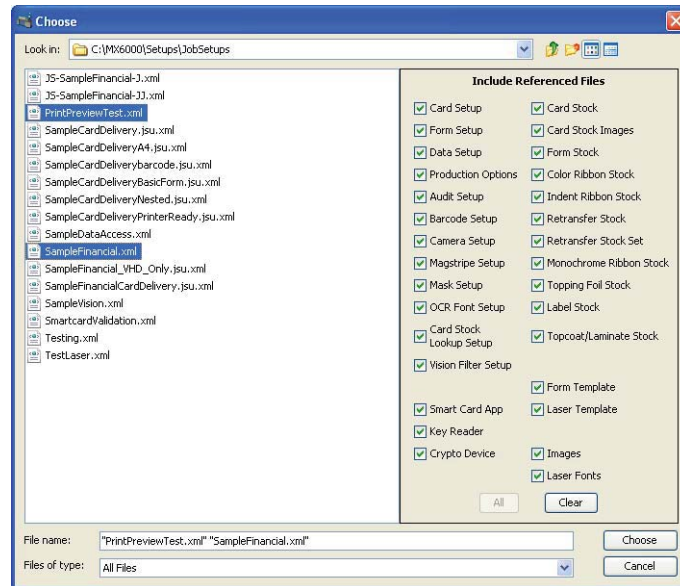 Choose
Look in:
C:\MX6000\Setups\JobSetups
JS-SampleFinancial-J.xml
JS-SampleFinancial-JJ.xml
PrintPreviewTest.xml
SampleCardDelivery.jsu.xml
SampleCardDeliveryA4.jsu.xml
SampleCardDeliverybarcode.jsu.xml
SampleCardDeliveryBasicForm.jsu.xml
SampleCardDeliveryNested.jsu.xml
SampleCardDeliveryPrinterReady.jsu.xml
SampleDataAccess.xml
SampleFinancial.xml
SampleFinancial_VHD_Only.jsu.xml
SampleFinancialCardDelivery.jsu.xml
SampleVision.xml
SmartcardValidation.xml
Testing.xml
TestLaser.xml
Include Referenced Files
Card Setup
Card Stock
Form Setup
Card Stock Images
Data Setup
Form Stock
Production Options
Color Ribbon Stock
Audit Setup
Indent Ribbon Stock
Barcode Setup
Retransfer Stock
Camera Setup
Retransfer Stock Set
Magstripe Setup
Monochrome Ribbon Stock
Mask Setup
Topping Foil Stock
OCR Font Setup
Label Stock
Card Stock
Lookup Setup
Topcoat/Laminate Stock
Vision Filter Setup
Form Template
Smart Card App
Laser Template
Key Reader
Crypto Device
Images
Laser Fonts
All
Clear
File name:
"PrintPreviewTest.xml" "SampleFinancial.xml"
Choose
Files of type:
All Files
Cancel